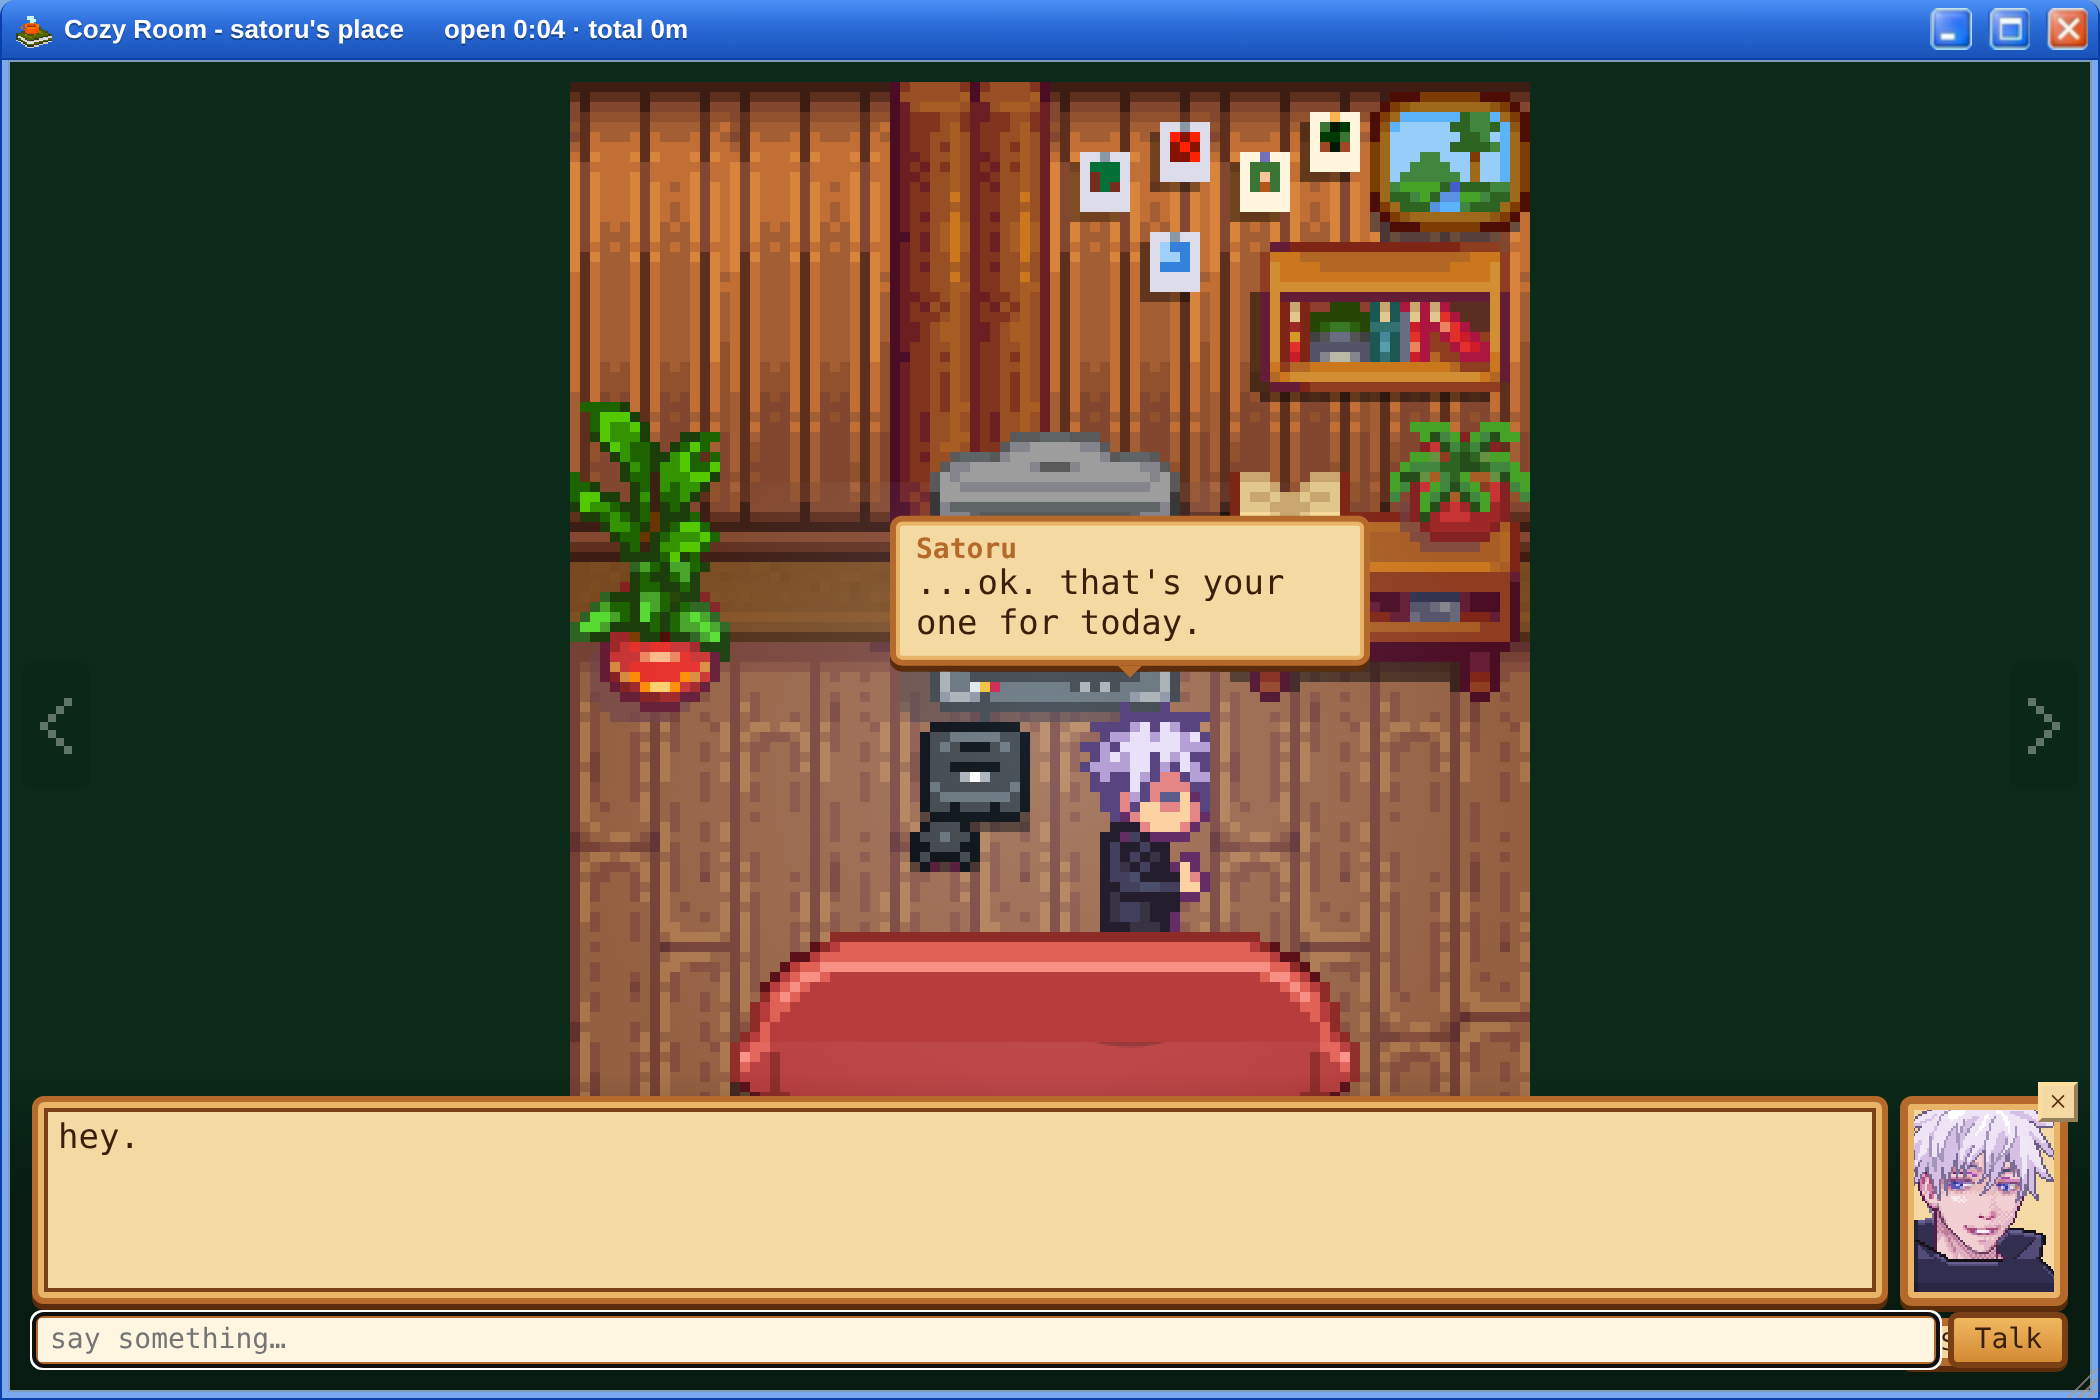 Cozy Room - satoru's place open 0:04 · total 0m
Satoru
...ok. that's your
one for today.
hey.
say something…
Talk